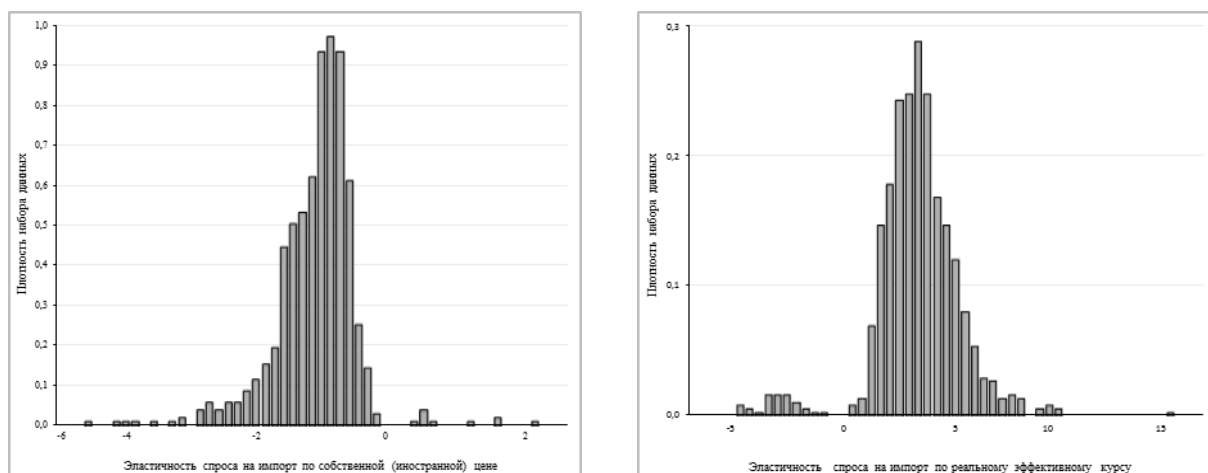 1,0
0,9
0,8
0,7
0,6
0,5
0,4
0,3
0,2
0,1
0,0
Плотность набора данных
-6 -4 -2 0 2
Эластичность спроса на импорт по собственной (иностранной) цене
0,3
0,2
0,1
0,0
Плотность набора данных
-5 0 5 10 15
Эластичность спроса на импорт по реальному эффективному курсу